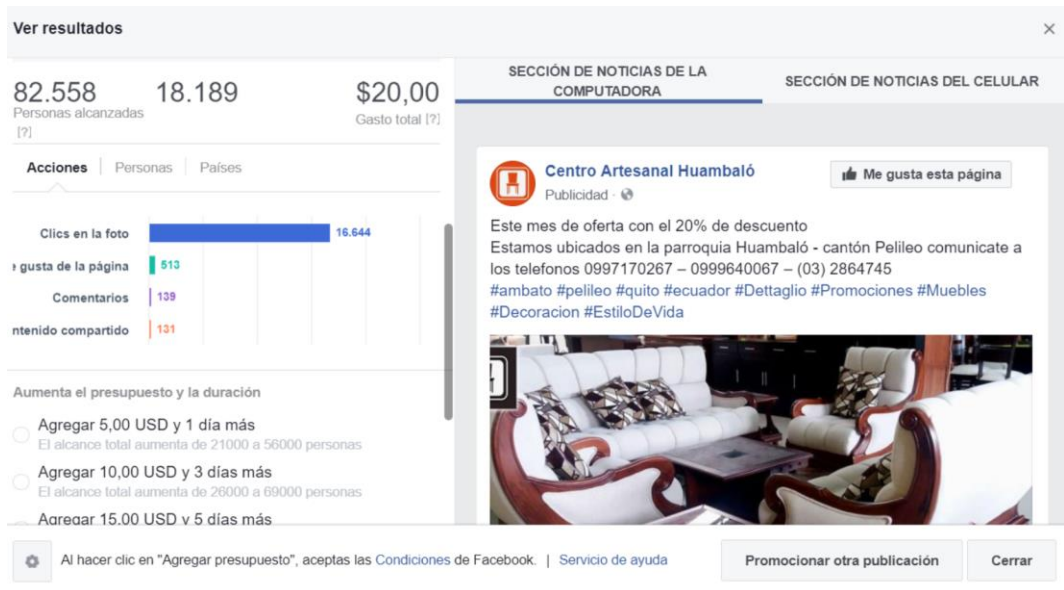 Ver resultados
82.558
18.189
$20,00
Personas alcanzadas
[?]
Gasto total [?]
Acciones
Personas
Países
Clics en la foto
16.644
gusta de la página
513
Comentarios
139
ntenido compartido
131
Aumenta el presupuesto y la duración
Agregar 5,00 USD y 1 día más
El alcance total aumenta de 21000 a 56000 personas
Agregar 10,00 USD y 3 días más
El alcance total aumenta de 26000 a 69000 personas
Agregar 15,00 USD y 5 días más
SECCIÓN DE NOTICIAS DE LA
COMPUTADORA
SECCIÓN DE NOTICIAS DEL CELULAR
Centro Artesanal Huambaló
Publicidad ·
Me gusta esta página
Este mes de oferta con el 20% de descuento
Estamos ubicados en la parroquia Huambaló - cantón Pelileo comunicate a
los telefonos 0997170267 – 0999640067 – (03) 2864745
#ambato #pelileo #quito #ecuador #Dettaglio #Promociones #Muebles
#Decoracion #EstiloDeVida
Al hacer clic en "Agregar presupuesto", aceptas las Condiciones de Facebook. | Servicio de ayuda
Promocionar otra publicación
Cerrar